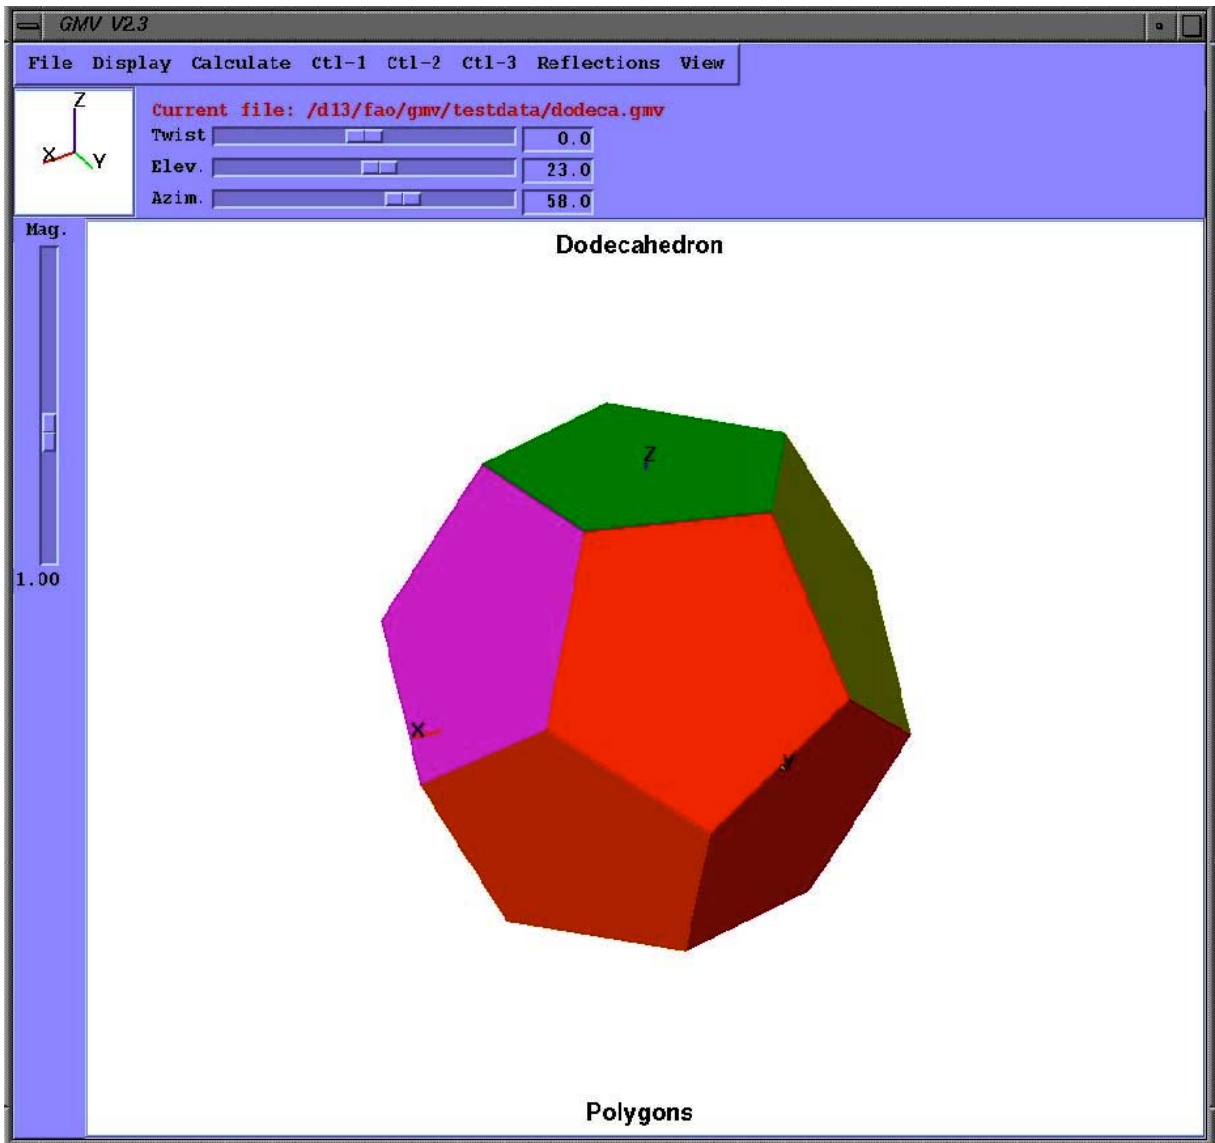 GMV V2.3
File Display Calculate Ctl-1 Ctl-2 Ctl-3 Reflections View
Z
X
Y
Current file: /d13/fao/gmv/testdata/dodeca.gmv
Twist 0.0
Elev. 23.0
Azim. 58.0
Mag.
1.00
Dodecahedron
Z
X
Y
Polygons